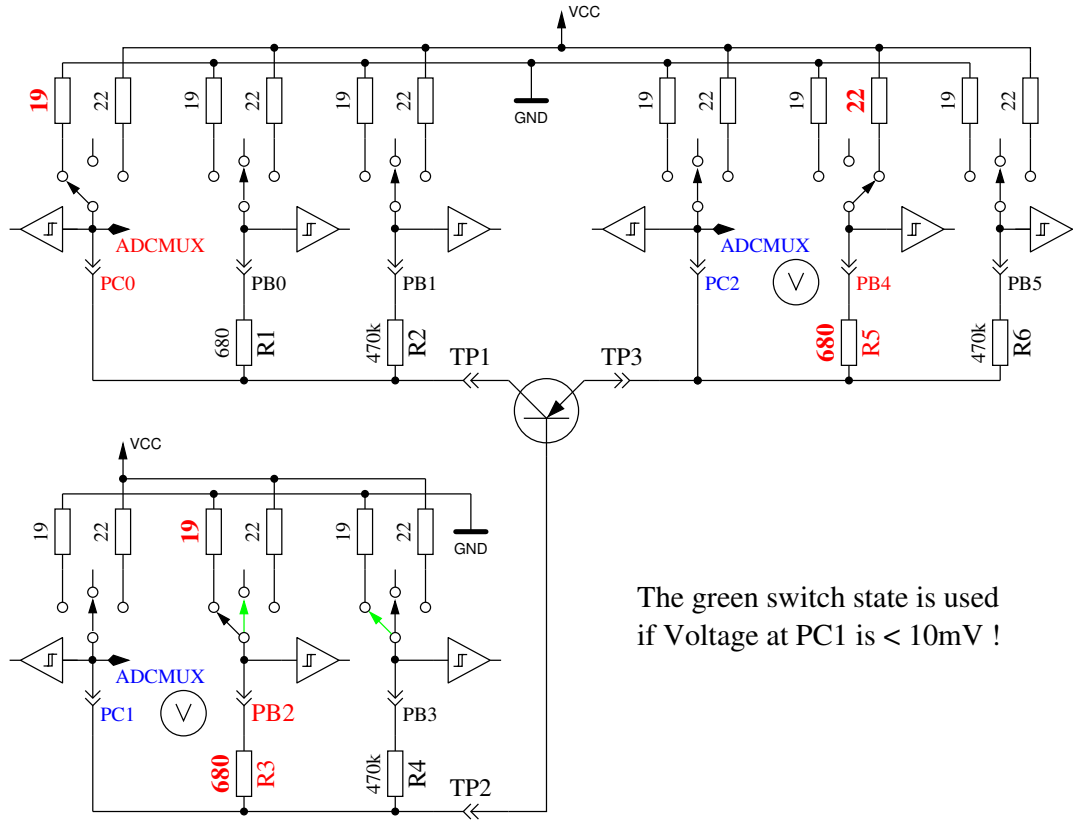 VCC
19
22
19
22
19
22
GND
19
22
19
22
19
22
ADCMUX
PC0
PB0
PB1
ADCMUX
PC2
V
PB4
PB5
680
R1
470k
R2
TP1
TP3
680
R5
470k
R6
VCC
19
22
19
22
19
22
GND
The green switch state is used
if Voltage at PC1 is < 10mV !
ADCMUX
PC1
V
PB2
PB3
680
R3
470k
R4
TP2